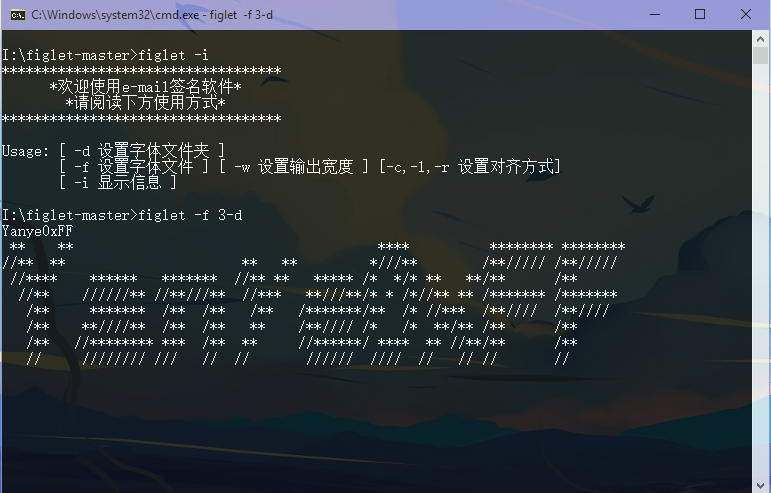 C:\Windows\system32\cmd.exe - figlet  -f 3-d
I:\figlet-master>figlet -i
***********************************
      *欢迎使用e-mail签名软件*
        *请阅读下方使用方式*
***********************************
Usage: [ -d 设置字体文件夹 ]
       [ -f 设置字体文件 ] [ -w 设置输出宽度 ] [-c,-l,-r 设置对齐方式]
       [ -i 显示信息 ]
I:\figlet-master>figlet -f 3-d
Yanye0xFF
 **    **                                      ****          ******** ********
//**  **                      **   **         *///**        /**///// /**/////
 //****    ******   *******  //** **   ***** /*  */* **   **/**      /**
  //**    //////** //**///**  //***   **///**/* * /*//** ** /******* /*******
   /**     *******  /**  /**   /**   /*******/**  /* //***  /**////  /**////
   /**    **////**  /**  /**   **    /**//// /*   /*  **/** /**      /**
   /**   //******** ***  /**  **     //******/ ****  ** //**/**      /**
   //     //////// ///   //  //       //////  ////  //   // //       //